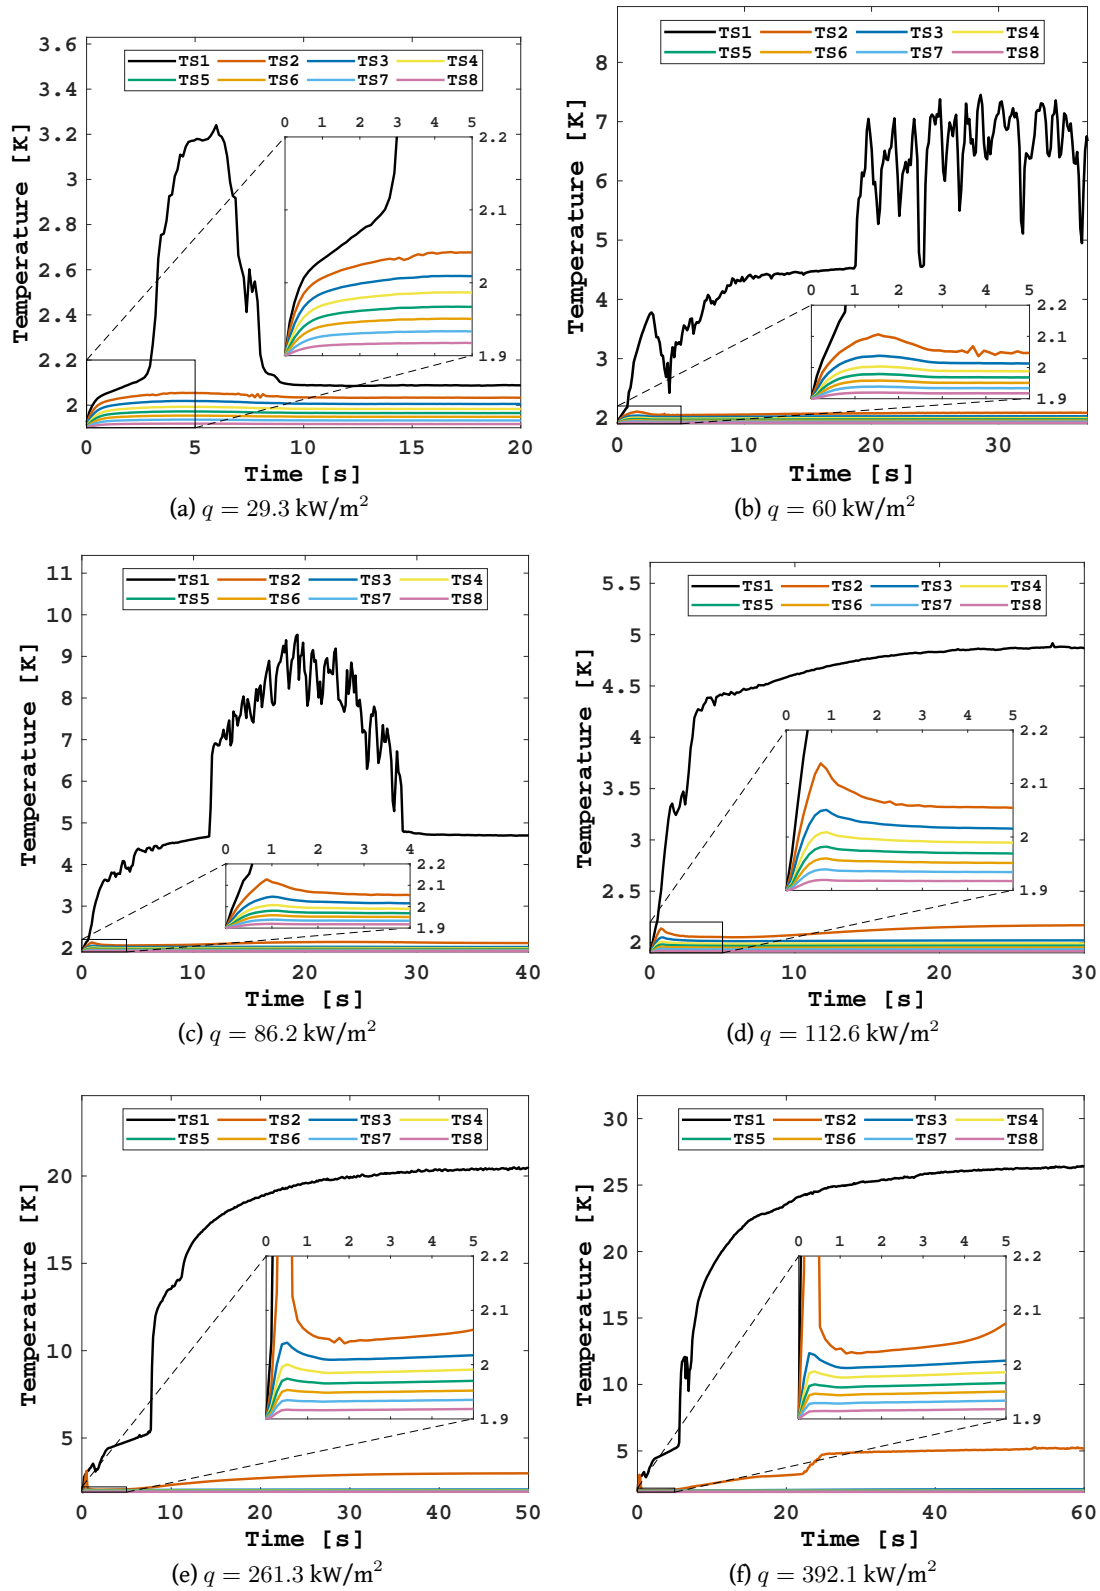 3.6
3.4
3.2
3
2.8
2.6
2.4
2.2
2
Temperature [K]
TS1 TS2 TS3 TS4
TS5 TS6 TS7 TS8
0 1 2 3 4 5
2.2
2.1
2
1.9
0 5 10 15 20
Time [s]
(a) q = 29.3 kW/m²
8
7
6
5
4
3
2
Temperature [K]
TS1 TS2 TS3 TS4
TS5 TS6 TS7 TS8
0 1 2 3 4 5
2.2
2.1
2
1.9
0 10 20 30
Time [s]
(b) q = 60 kW/m²
11
10
9
8
7
6
5
4
3
2
Temperature [K]
TS1 TS2 TS3 TS4
TS5 TS6 TS7 TS8
0 1 2 3 4
2.2
2.1
2
1.9
0 10 20 30 40
Time [s]
(c) q = 86.2 kW/m²
5.5
5
4.5
4
3.5
3
2.5
2
Temperature [K]
TS1 TS2 TS3 TS4
TS5 TS6 TS7 TS8
0 1 2 3 4 5
2.2
2.1
2
1.9
0 10 20 30
Time [s]
(d) q = 112.6 kW/m²
20
15
10
5
Temperature [K]
TS1 TS2 TS3 TS4
TS5 TS6 TS7 TS8
0 1 2 3 4 5
2.2
2.1
2
1.9
0 10 20 30 40 50
Time [s]
(e) q = 261.3 kW/m²
30
25
20
15
10
5
Temperature [K]
TS1 TS2 TS3 TS4
TS5 TS6 TS7 TS8
0 1 2 3 4 5
2.2
2.1
2
1.9
0 20 40 60
Time [s]
(f) q = 392.1 kW/m²